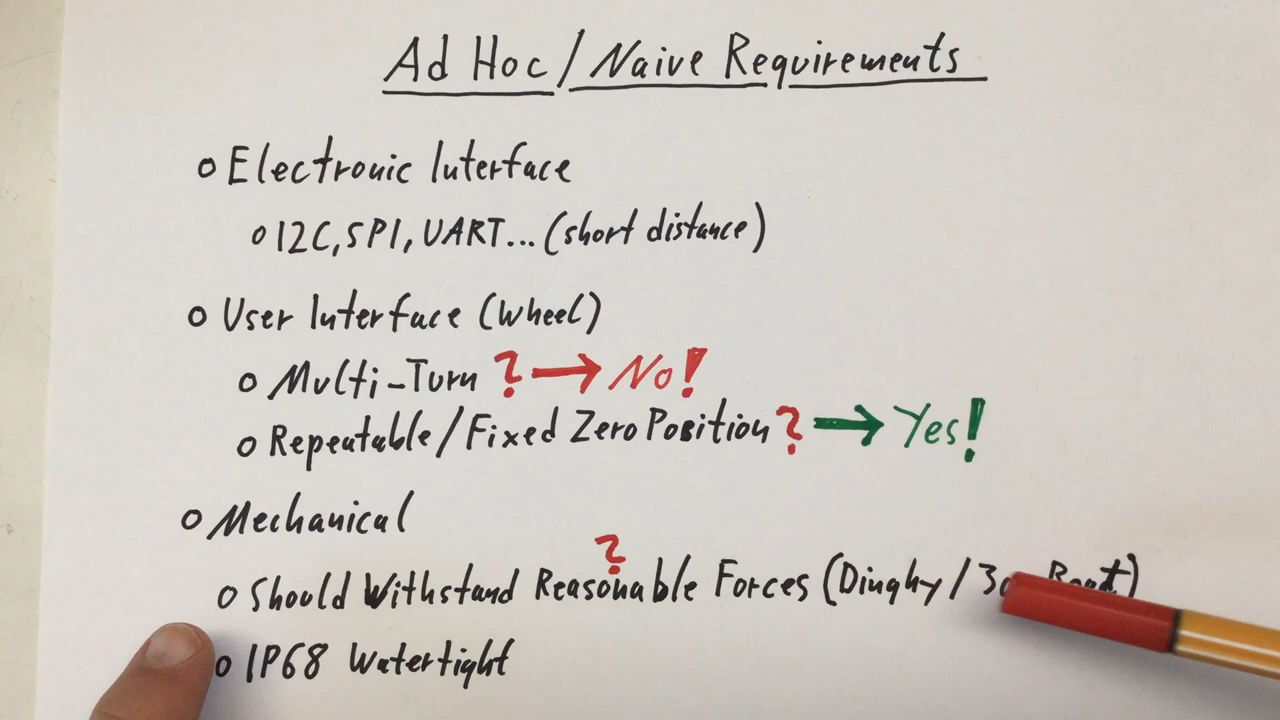 Ad Hoc / Naive Requirements
o Electronic Interface
o I2C, SPI, UART... (short distance)
o User Interface (Wheel)
o Multi-Turn ? → No!
o Repeatable/Fixed Zero Position ? → Yes!
o Mechanical
?
o Should Withstand Reasonable Forces (Dinghy / Boat)
o IP68 Watertight